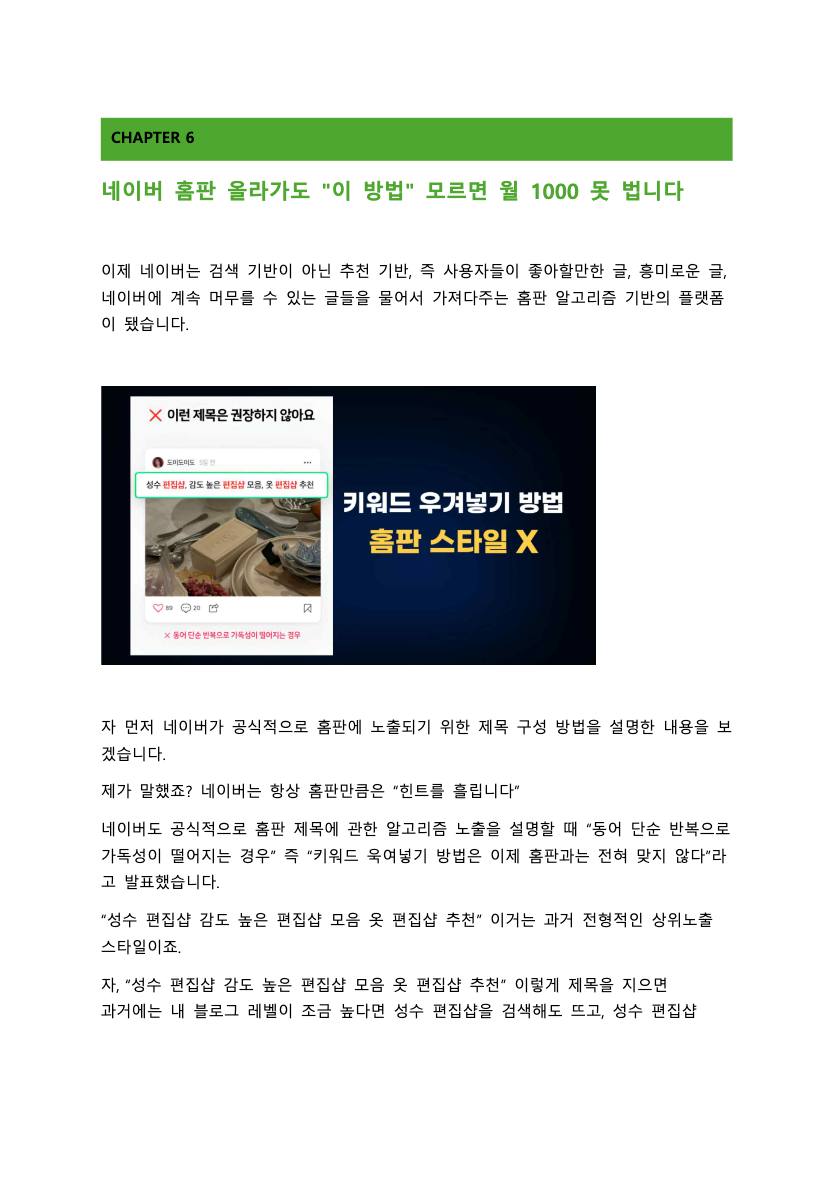 CHAPTER 6
네이버 홈판 올라가도 "이 방법" 모르면 월 1000 못 법니다
이제 네이버는 검색 기반이 아닌 추천 기반, 즉 사용자들이 좋아할만한 글, 흥미로운 글,
네이버에 계속 머무를 수 있는 글들을 물어서 가져다주는 홈판 알고리즘 기반의 플랫폼
이 됐습니다.
❌ 이런 제목은 권장하지 않아요
도미도미도 5일 전
성수 편집샵, 감도 높은 편집샵 모음, 옷 편집샵 추천
89 20
✕ 동어 단순 반복으로 가독성이 떨어지는 경우
키워드 우겨넣기 방법
홈판 스타일 X
자 먼저 네이버가 공식적으로 홈판에 노출되기 위한 제목 구성 방법을 설명한 내용을 보
겠습니다.
제가 말했죠? 네이버는 항상 홈판만큼은 “힌트를 흘립니다”
네이버도 공식적으로 홈판 제목에 관한 알고리즘 노출을 설명할 때 “동어 단순 반복으로
가독성이 떨어지는 경우” 즉 “키워드 욱여넣기 방법은 이제 홈판과는 전혀 맞지 않다”라
고 발표했습니다.
“성수 편집샵 감도 높은 편집샵 모음 옷 편집샵 추천” 이거는 과거 전형적인 상위노출
스타일이죠.
자, “성수 편집샵 감도 높은 편집샵 모음 옷 편집샵 추천” 이렇게 제목을 지으면
과거에는 내 블로그 레벨이 조금 높다면 성수 편집샵을 검색해도 뜨고, 성수 편집샵